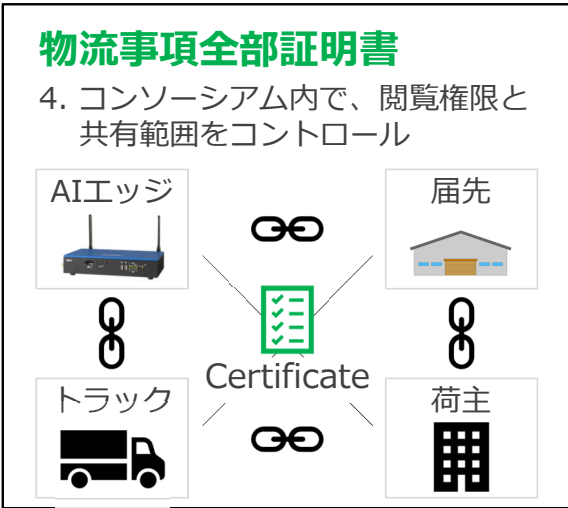 物流事項全部証明書
4. コンソーシアム内で、閲覧権限と
共有範囲をコントロール
AIエッジ
届先
Certificate
トラック
荷主